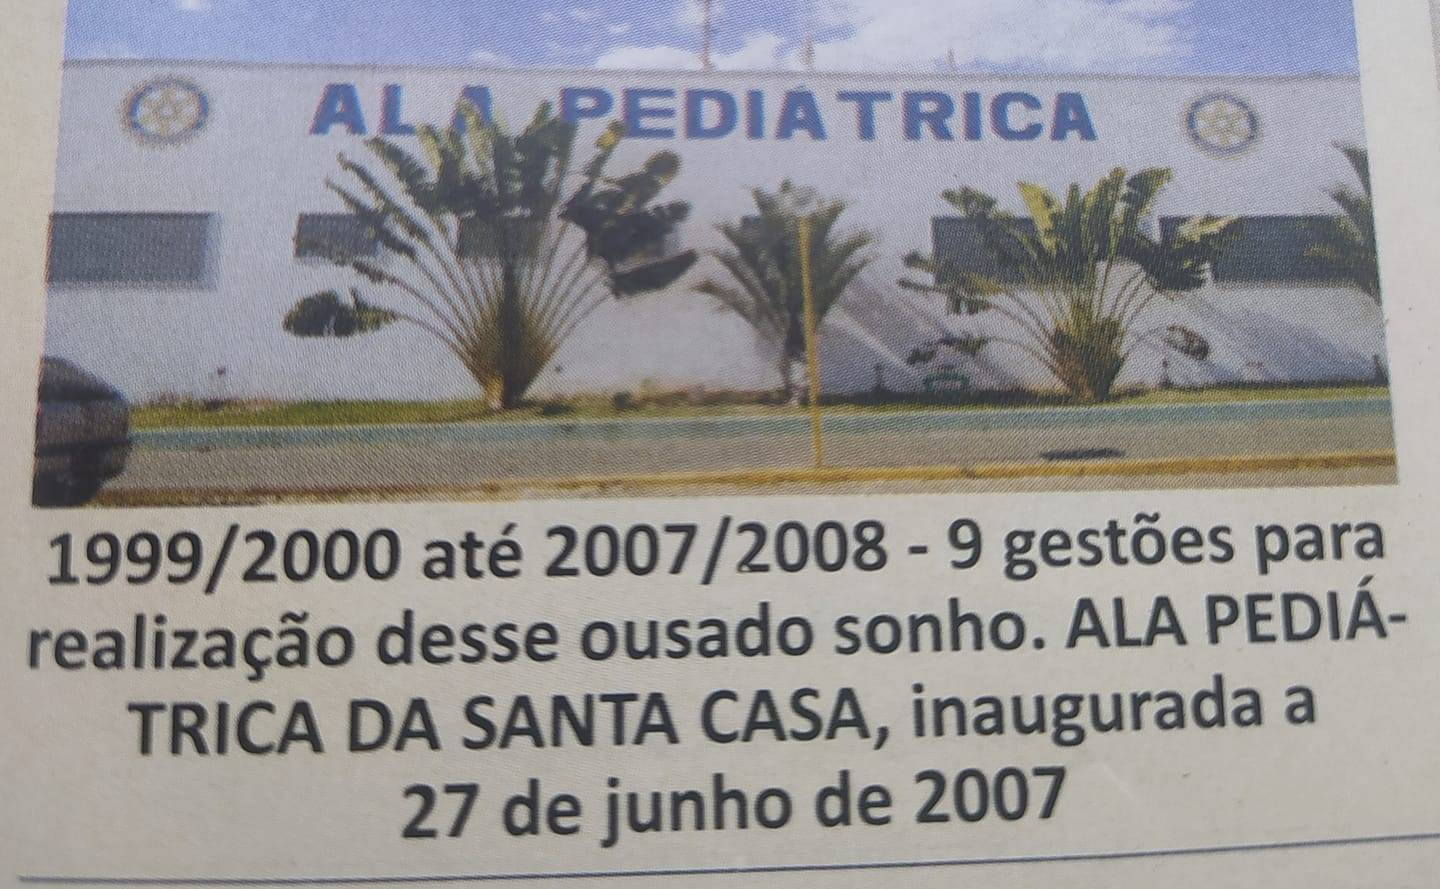 ALA PEDIÁTRICA
1999/2000 até 2007/2008 - 9 gestões para
realização desse ousado sonho. ALA PEDIÁ-
TRICA DA SANTA CASA, inaugurada a
27 de junho de 2007